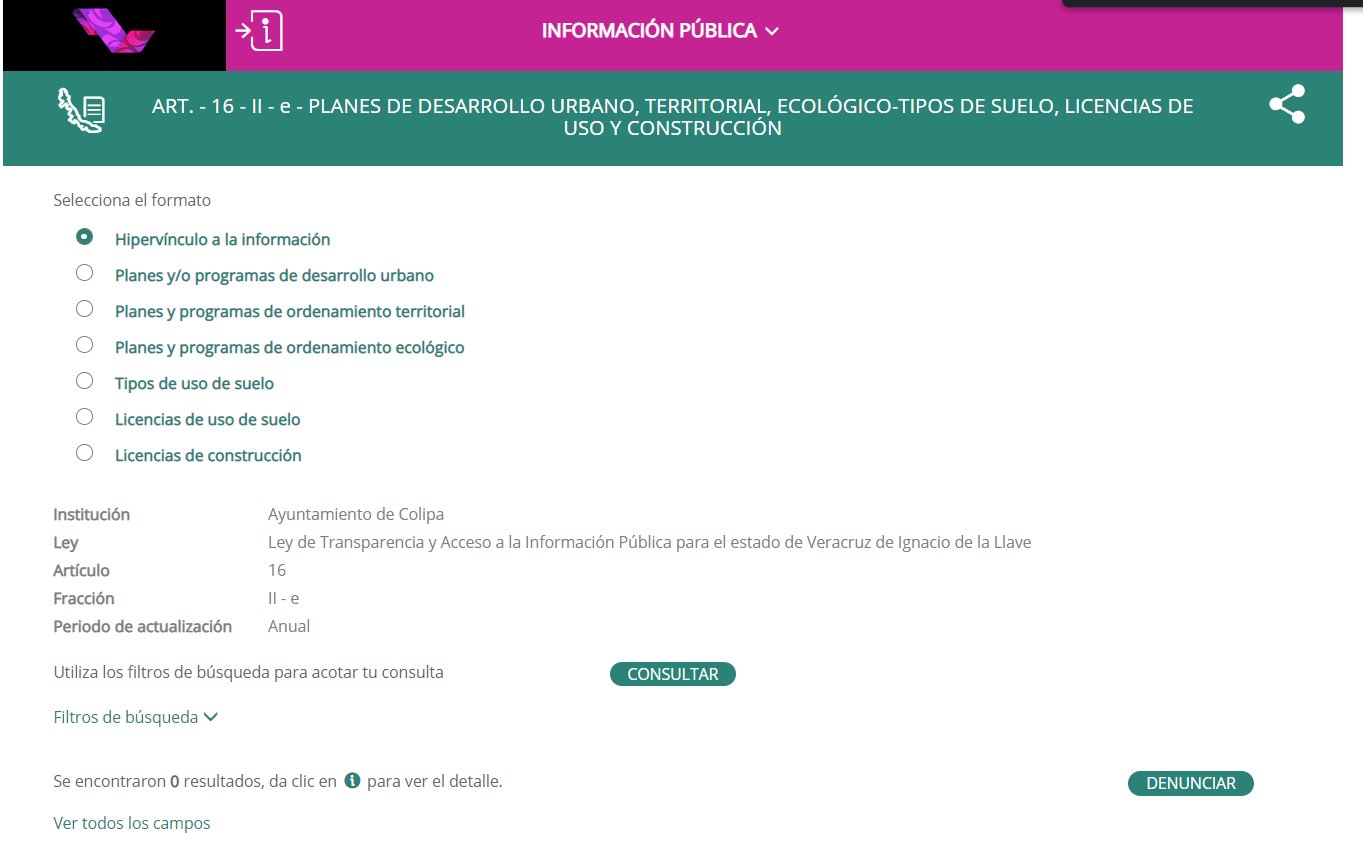 INFORMACIÓN PÚBLICA
ART. - 16 - II - e - PLANES DE DESARROLLO URBANO, TERRITORIAL, ECOLÓGICO-TIPOS DE SUELO, LICENCIAS DE
USO Y CONSTRUCCIÓN
Selecciona el formato
Hipervínculo a la información
Planes y/o programas de desarrollo urbano
Planes y programas de ordenamiento territorial
Planes y programas de ordenamiento ecológico
Tipos de uso de suelo
Licencias de uso de suelo
Licencias de construcción
Institución Ayuntamiento de Colipa
Ley Ley de Transparencia y Acceso a la Información Pública para el estado de Veracruz de Ignacio de la Llave
Artículo 16
Fracción II - e
Periodo de actualización Anual
Utiliza los filtros de búsqueda para acotar tu consulta CONSULTAR
Filtros de búsqueda
Se encontraron 0 resultados, da clic en i para ver el detalle. DENUNCIAR
Ver todos los campos